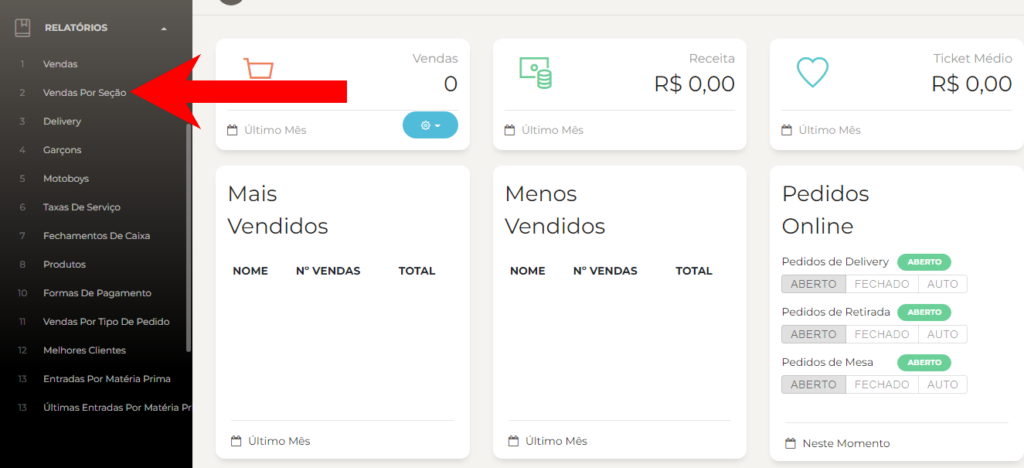 RELATÓRIOS
1 Vendas
2 Vendas Por Seção
3 Delivery
4 Garçons
5 Motoboys
6 Taxas De Serviço
7 Fechamentos De Caixa
8 Produtos
10 Formas De Pagamento
11 Vendas Por Tipo De Pedido
12 Melhores Clientes
13 Entradas Por Matéria Prima
13 Últimas Entradas Por Matéria Pr
Vendas
0
Último Mês
Receita
R$ 0,00
Último Mês
Ticket Médio
R$ 0,00
Último Mês
Mais
Vendidos
NOME Nº VENDAS TOTAL
Último Mês
Menos
Vendidos
NOME Nº VENDAS TOTAL
Último Mês
Pedidos
Online
Pedidos de Delivery ABERTO
ABERTO FECHADO AUTO
Pedidos de Retirada ABERTO
ABERTO FECHADO AUTO
Pedidos de Mesa ABERTO
ABERTO FECHADO AUTO
Neste Momento